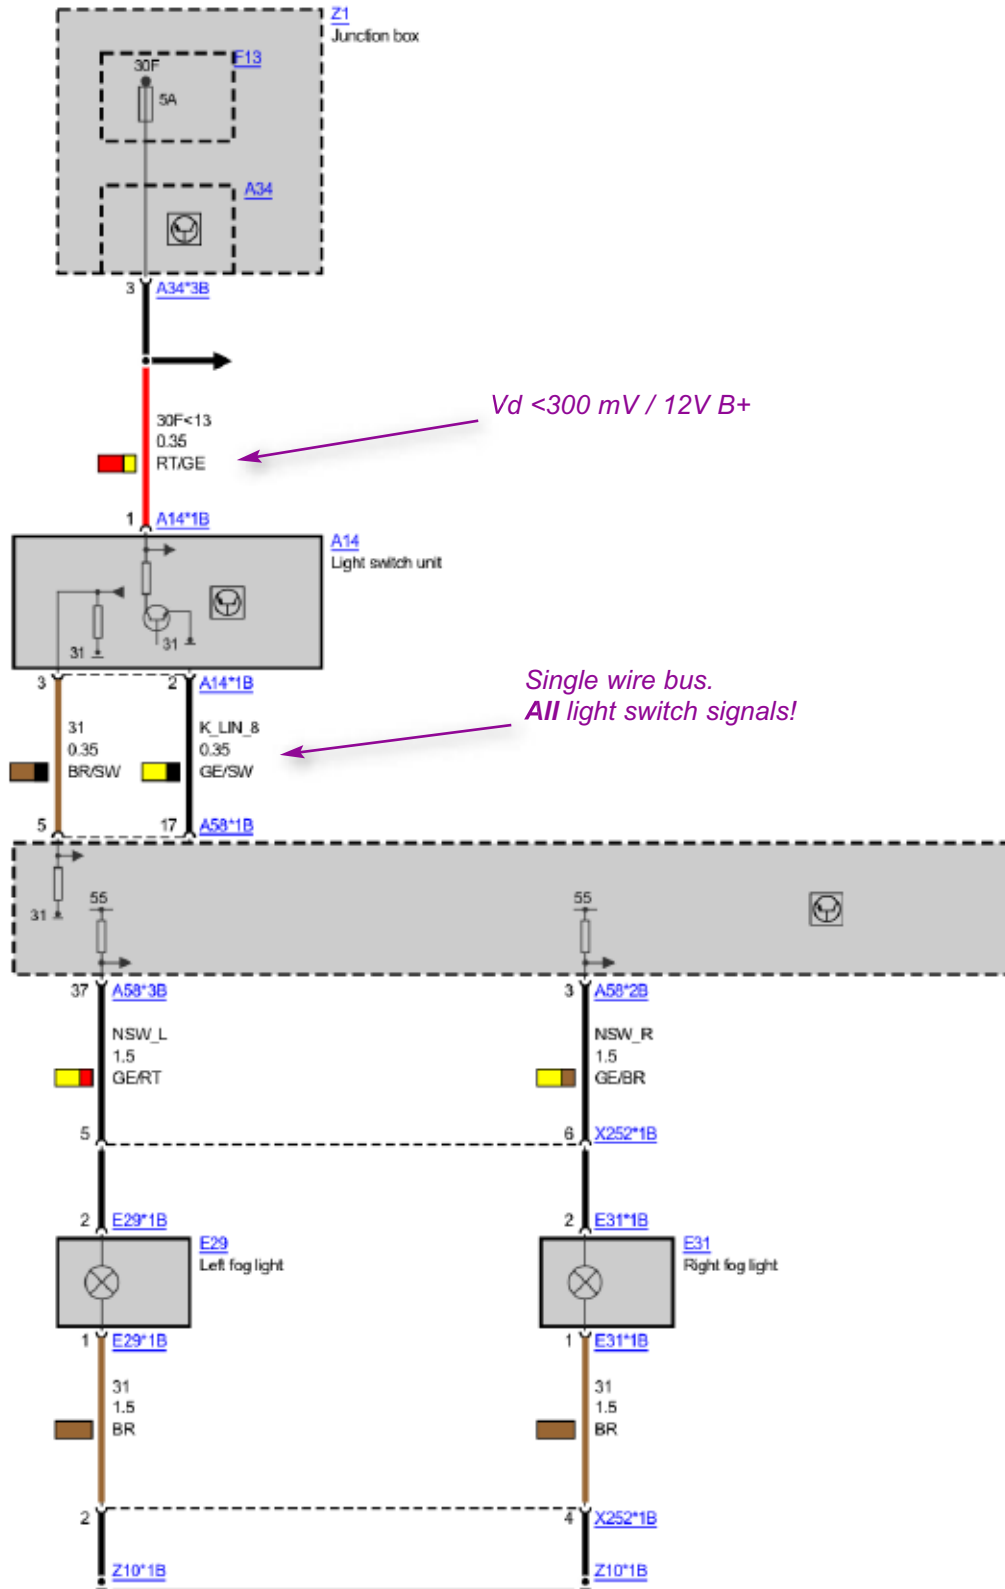 Z1
Junction box
F13
30F
5A
A34
3 A34*3B
Vd <300 mV / 12V B+
30F<13
0.35
RT/GE
1 A14*1B
A14
Light switch unit
31
31
3 2 A14*1B
Single wire bus.
All light switch signals!
31 K_LIN_8
0.35 0.35
BR/SW GE/SW
5 17 A58*1B
55 55
31
37 A58*3B 3 A58*2B
NSW_L NSW_R
1.5 1.5
GE/RT GE/BR
5 6 X252*1B
2 E29*1B 2 E31*1B
E29 E31
Left fog light Right fog light
1 E29*1B 1 E31*1B
31 31
1.5 1.5
BR BR
2 4 X252*1B
Z10*1B Z10*1B